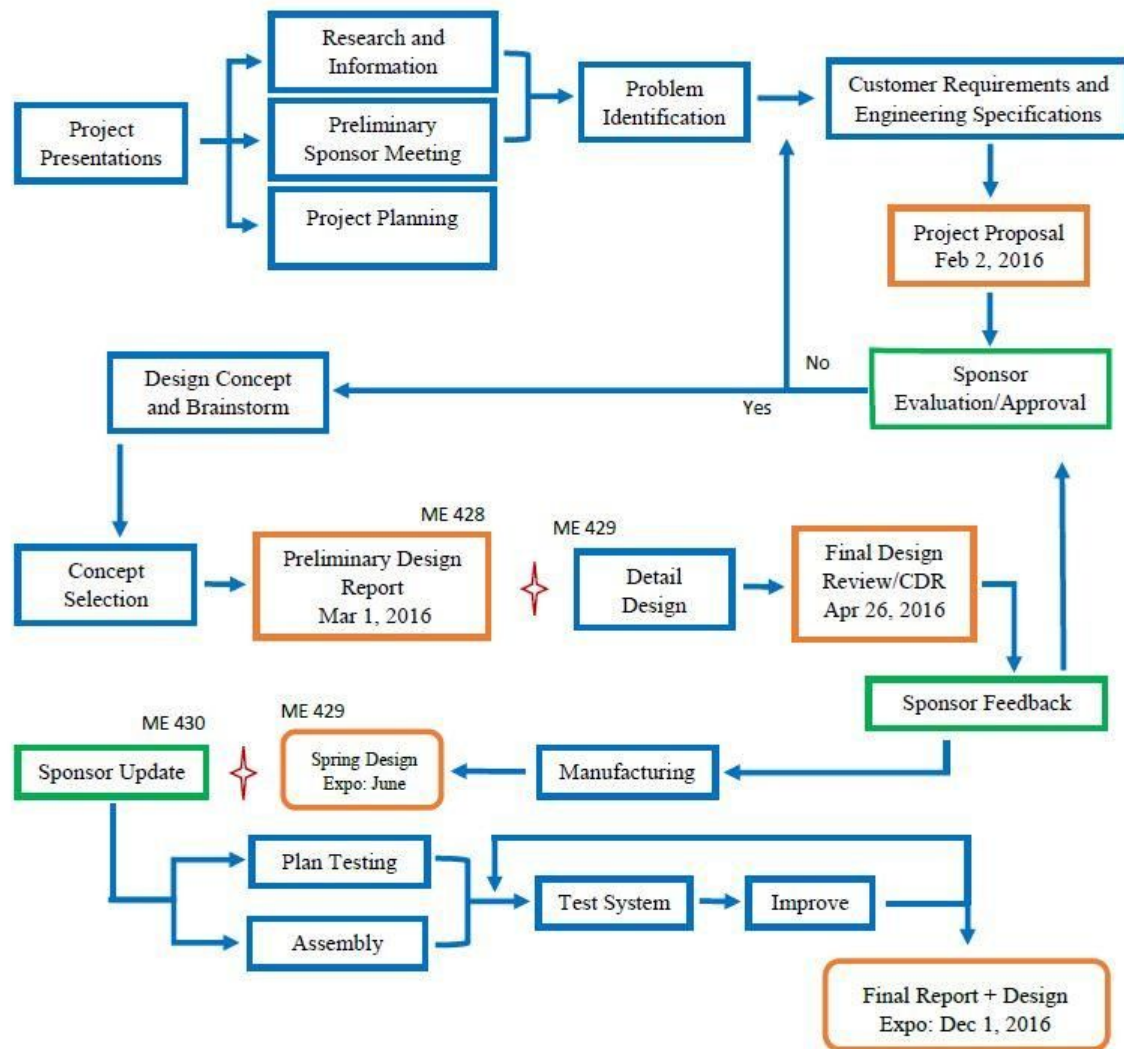 Research and
Information
Project
Presentations
Preliminary
Sponsor Meeting
Project Planning
Problem
Identification
Customer Requirements and
Engineering Specifications
Project Proposal
Feb 2, 2016
Sponsor
Evaluation/Approval
No
Yes
Design Concept
and Brainstorm
Concept
Selection
ME 428
Preliminary Design
Report
Mar 1, 2016
ME 429
Detail
Design
Final Design
Review/CDR
Apr 26, 2016
Sponsor Feedback
Manufacturing
ME 429
Spring Design
Expo: June
ME 430
Sponsor Update
Plan Testing
Assembly
Test System
Improve
Final Report + Design
Expo: Dec 1, 2016